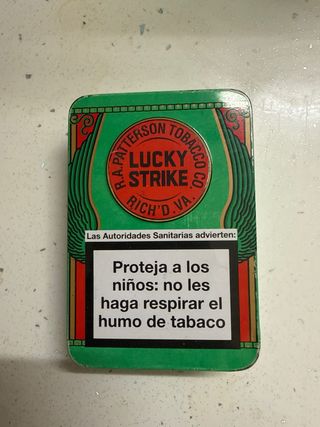 R.A.PATTERSON TOBACCO CO.
LUCKY
STRIKE
RICH'D.VA.
Las Autoridades Sanitarias advierten:
Proteja a los
niños: no les
haga respirar el
humo de tabaco